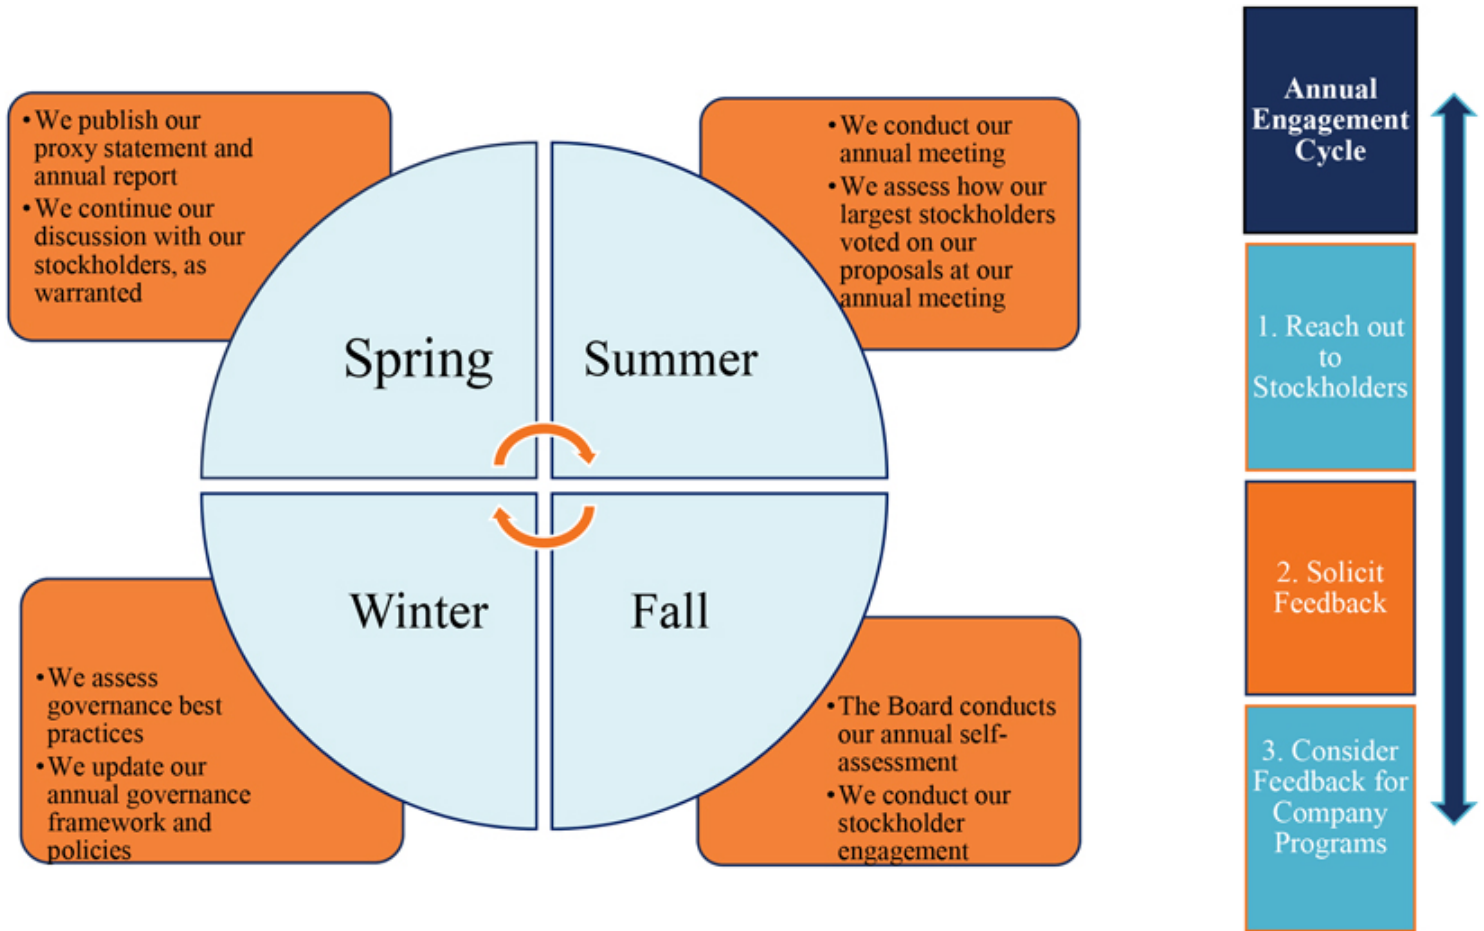 • We publish our
proxy statement and
annual report
• We continue our
discussion with our
stockholders, as
warranted
• We conduct our
annual meeting
• We assess how our
largest stockholders
voted on our
proposals at our
annual meeting
Spring
Summer
Winter
Fall
• We assess
governance best
practices
• We update our
annual governance
framework and
policies
• The Board conducts
our annual self-
assessment
• We conduct our
stockholder
engagement
Annual
Engagement
Cycle
1. Reach out
to
Stockholders
2. Solicit
Feedback
3. Consider
Feedback for
Company
Programs